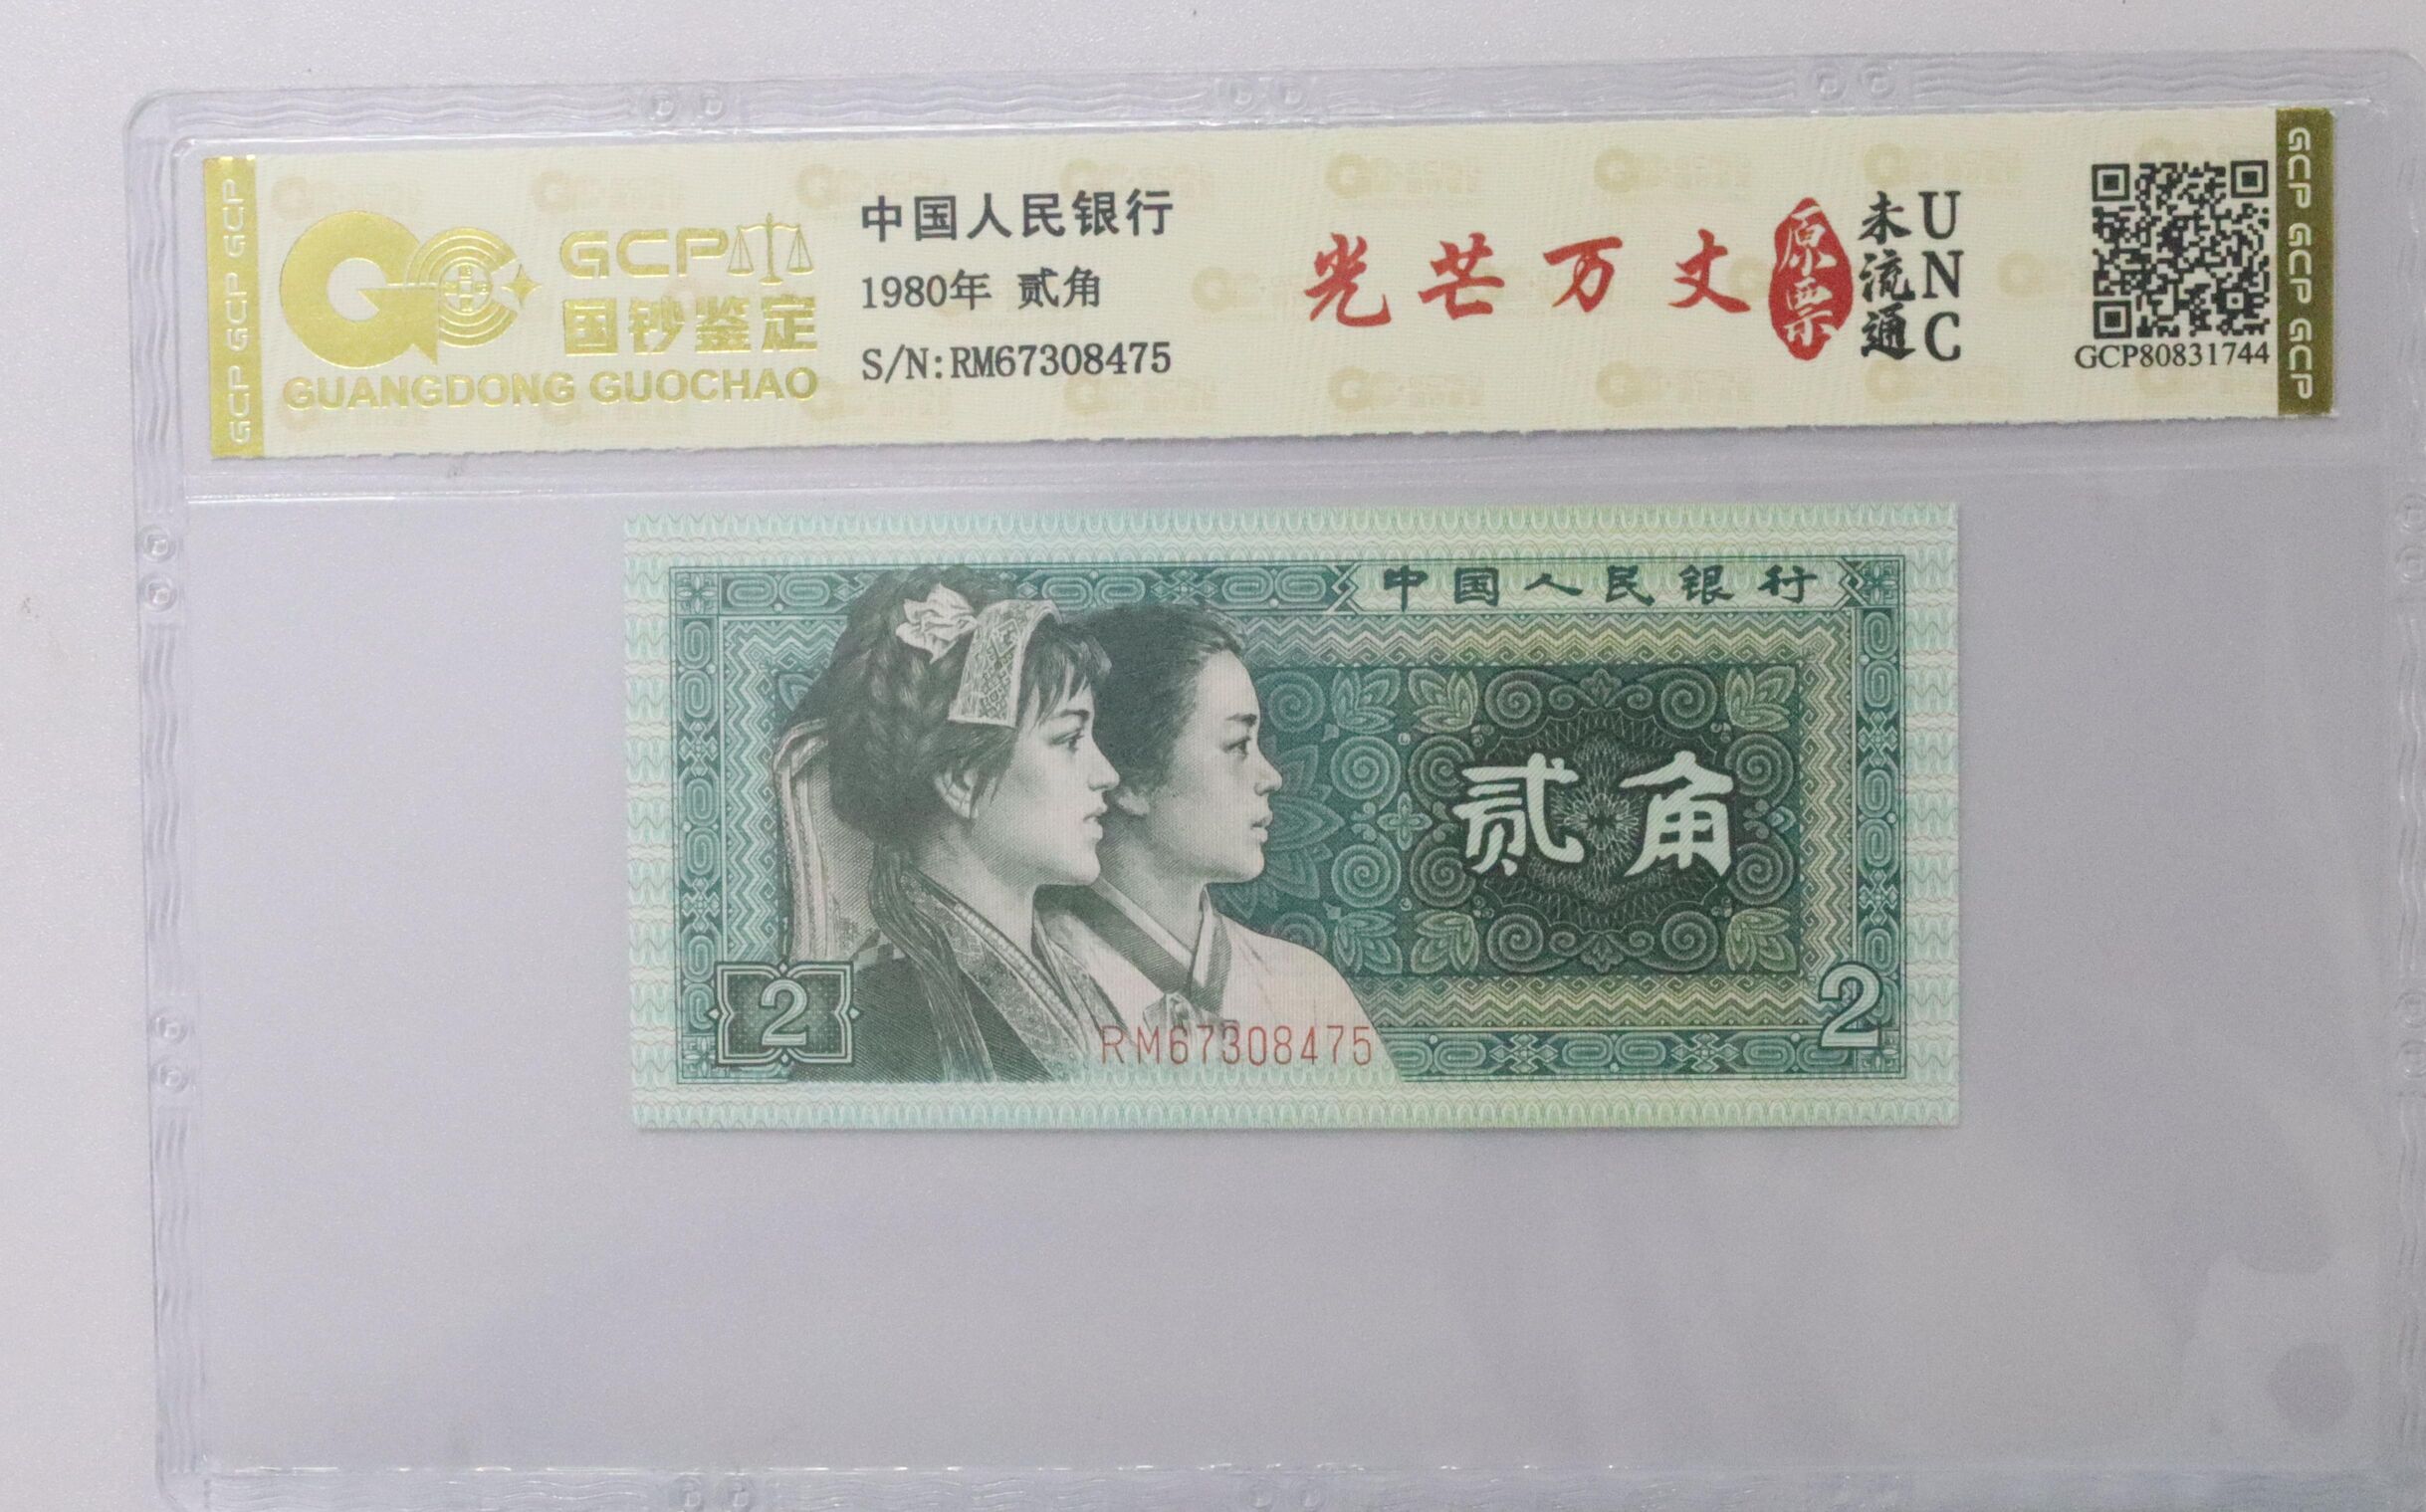 GCP GCP GCP
GCP
国钞鉴定
GUANGDONG GUOCHAO
中国人民银行
1980年 贰角
S/N:RM67308475
光芒万丈
原票
未流通
UNC
GCP80831744
GCP GCP GCP
中国人民银行
贰角
2
2
RM67308475